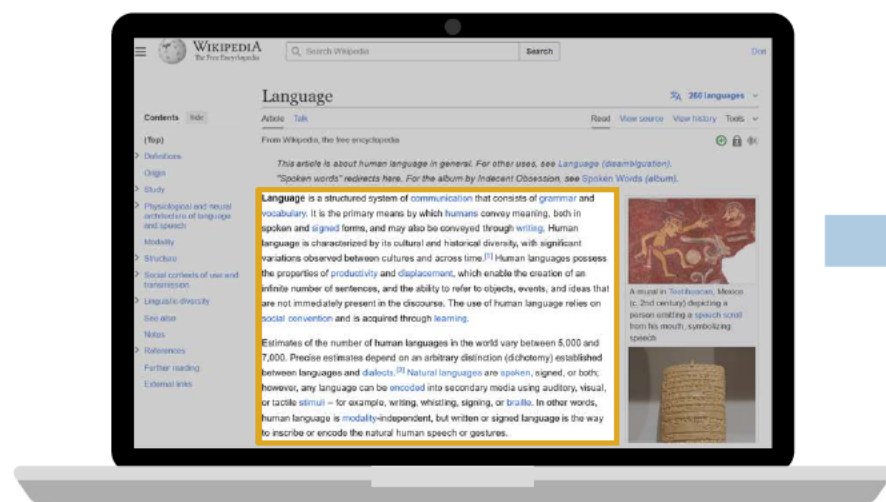 WIKIPEDIA
The Free Encyclopedia
Search Wikipedia
Search
Don
Language
266 languages
Contents hide
Article Talk
Read View source View history Tools
(Top)
From Wikipedia, the free encyclopedia
Definitions
Origin
Study
Physiological and neural
architecture of language
and speech
Modality
Structure
Social contexts of use and
transmission
Linguistic diversity
See also
Notes
References
Further reading
External links
This article is about human language in general. For other uses, see Language (disambiguation).
"Spoken words" redirects here. For the album by Indecent Obsession, see Spoken Words (album).
Language is a structured system of communication that consists of grammar and
vocabulary. It is the primary means by which humans convey meaning, both in
spoken and signed forms, and may also be conveyed through writing. Human
language is characterized by its cultural and historical diversity, with significant
variations observed between cultures and across time.[1] Human languages possess
the properties of productivity and displacement, which enable the creation of an
infinite number of sentences, and the ability to refer to objects, events, and ideas that
are not immediately present in the discourse. The use of human language relies on
social convention and is acquired through learning.
Estimates of the number of human languages in the world vary between 5,000 and
7,000. Precise estimates depend on an arbitrary distinction (dichotomy) established
between languages and dialects.[2] Natural languages are spoken, signed, or both;
however, any language can be encoded into secondary media using auditory, visual,
or tactile stimuli – for example, writing, whistling, signing, or braille. In other words,
human language is modality-independent, but written or signed language is the way
to inscribe or encode the natural human speech or gestures.
A mural in Teotihuacan, Mexico
(c. 2nd century) depicting a
person emitting a speech scroll
from his mouth, symbolizing
speech